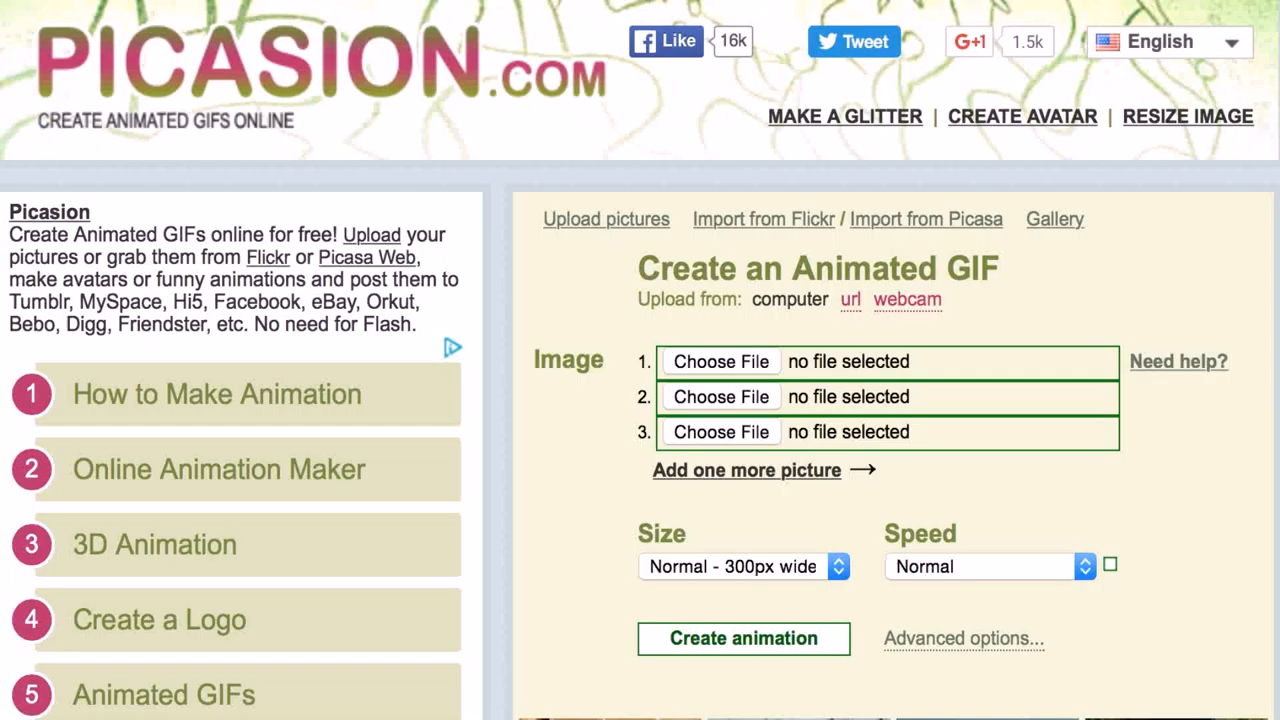 PICASION.COM
CREATE ANIMATED GIFS ONLINE
Like 16k
Tweet
G+1 1.5k
English
MAKE A GLITTER | CREATE AVATAR | RESIZE IMAGE
Picasion
Create Animated GIFs online for free! Upload your
pictures or grab them from Flickr or Picasa Web,
make avatars or funny animations and post them to
Tumblr, MySpace, Hi5, Facebook, eBay, Orkut,
Bebo, Digg, Friendster, etc. No need for Flash.
1 How to Make Animation
2 Online Animation Maker
3 3D Animation
4 Create a Logo
5 Animated GIFs
Upload pictures Import from Flickr / Import from Picasa Gallery
Create an Animated GIF
Upload from: computer url webcam
Image 1. Choose File no file selected Need help?
2. Choose File no file selected
3. Choose File no file selected
Add one more picture →
Size Speed
Normal - 300px wide Normal
Create animation Advanced options...